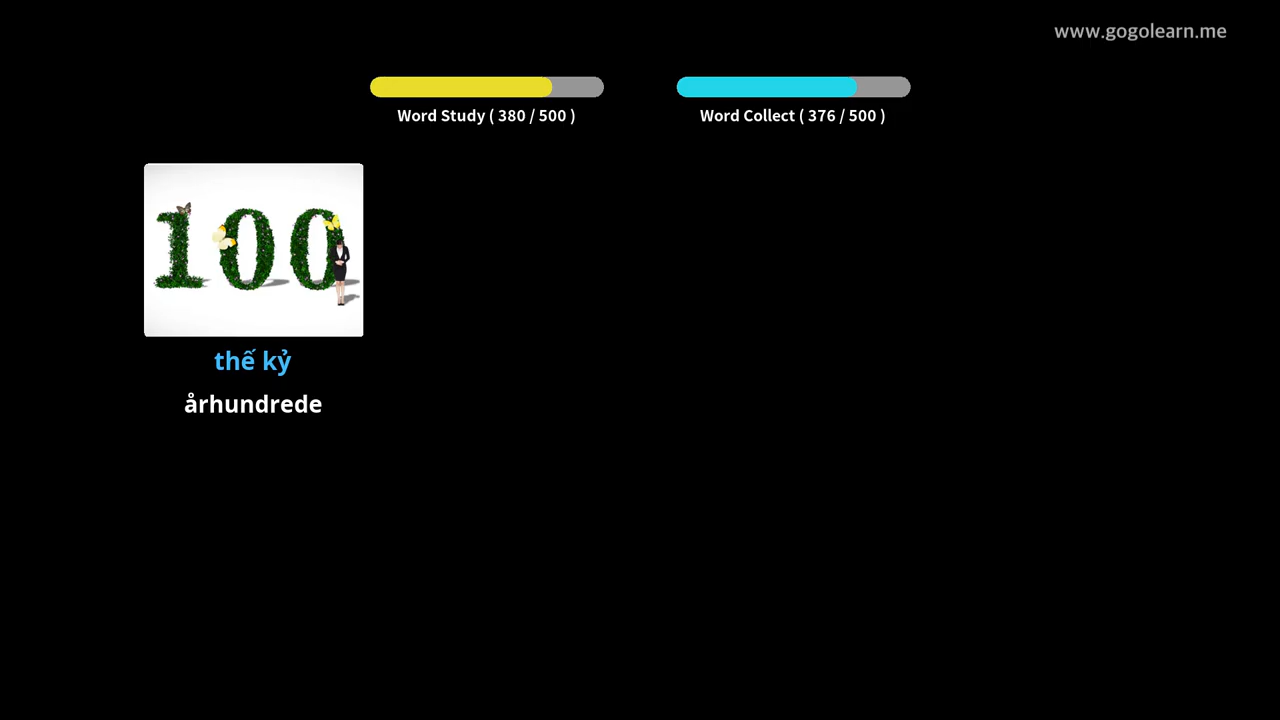 www.gogolearn.me
Word Study ( 380 / 500 )
Word Collect ( 376 / 500 )
100
thế kỷ
århundrede